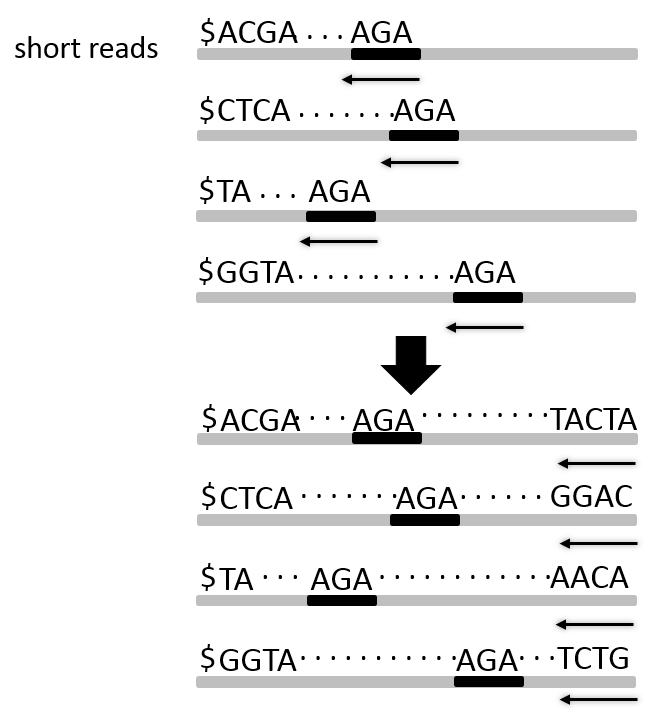 $ACGA...AGA
short reads
$CTCA.......AGA
$TA...AGA
$GGTA...........AGA
$ACGA....AGA.........TACTA
$CTCA.......AGA......GGAC
$TA...AGA............AACA
$GGTA...........AGA...TCTG